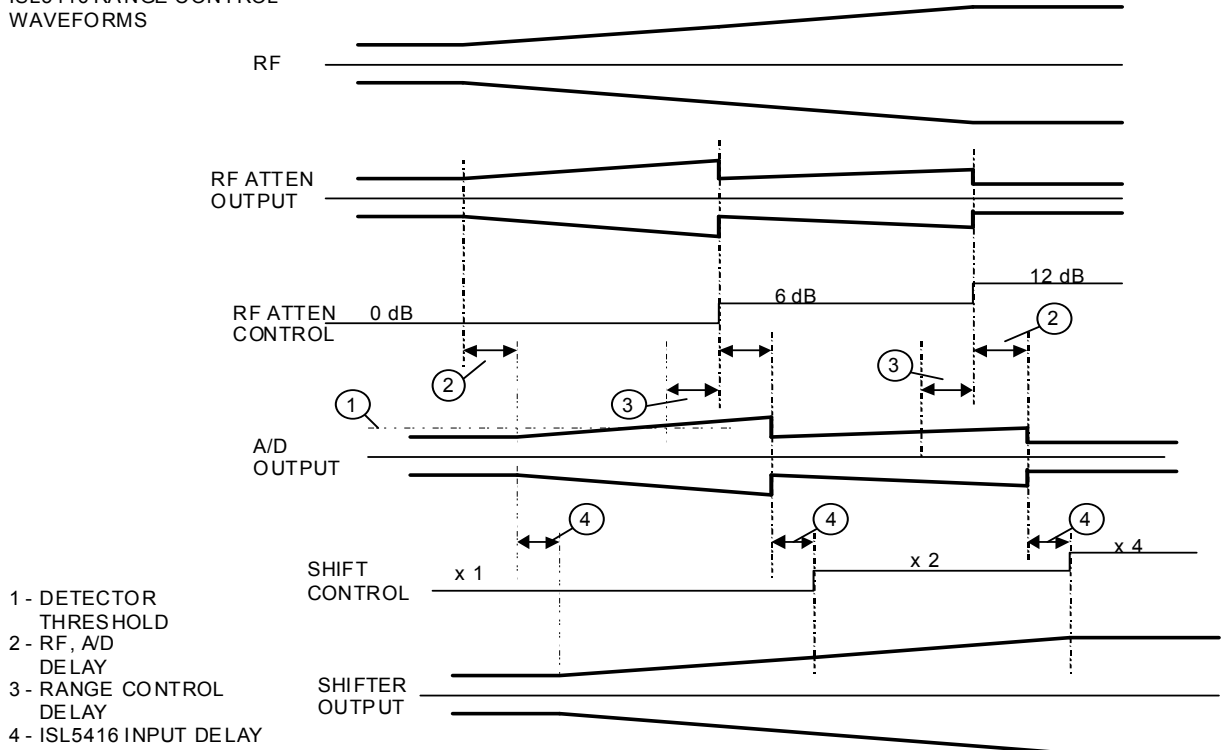 WAVEFORMS
RF
RF ATTEN
OUTPUT
12 dB
6 dB
RF ATTEN
CONTROL
0 dB
2
2
3
3
1
A/D
OUTPUT
4
4
4
SHIFT
CONTROL
x 1
x 2
x 4
1 - DETECTOR
THRESHOLD
2 - RF, A/D
DELAY
3 - RANGE CONTROL
DELAY
4 - ISL5416 INPUT DELAY
SHIFTER
OUTPUT